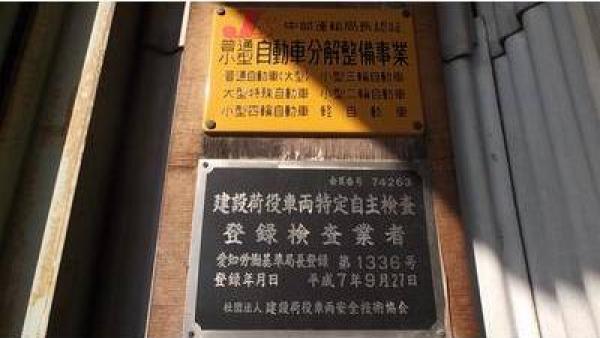 中部運輸局長認証
普通
小型 自動車分解整備事業
普通自動車(大型) 小型三輪自動車
大型特殊自動車 小型二輪自動車
小型四輪自動車 軽自動車
会員番号 74263
建設荷役車両特定自主検査
登録検査業者
愛知労働基準局長登録 第1336号
登録年月日 平成7年9月27日
社団法人 建設荷役車両安全技術協会